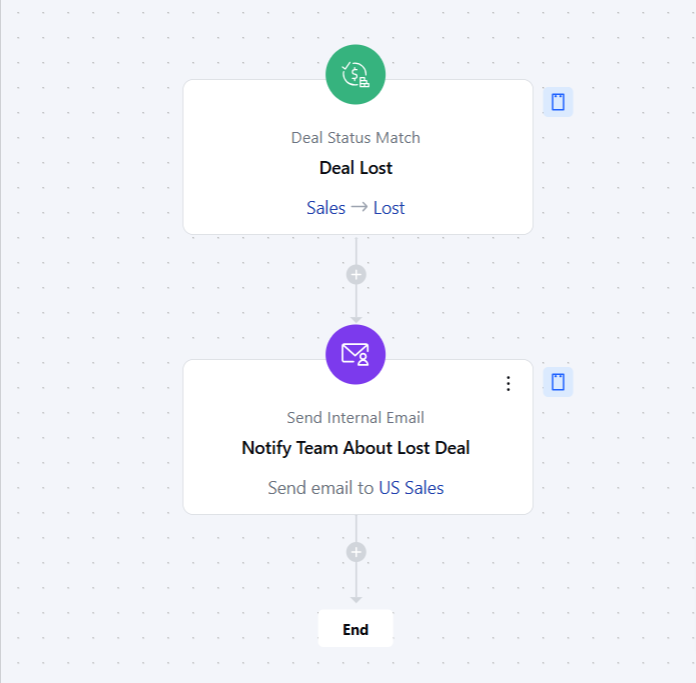 Deal Status Match
Deal Lost
Sales → Lost
Send Internal Email
Notify Team About Lost Deal
Send email to US Sales
End